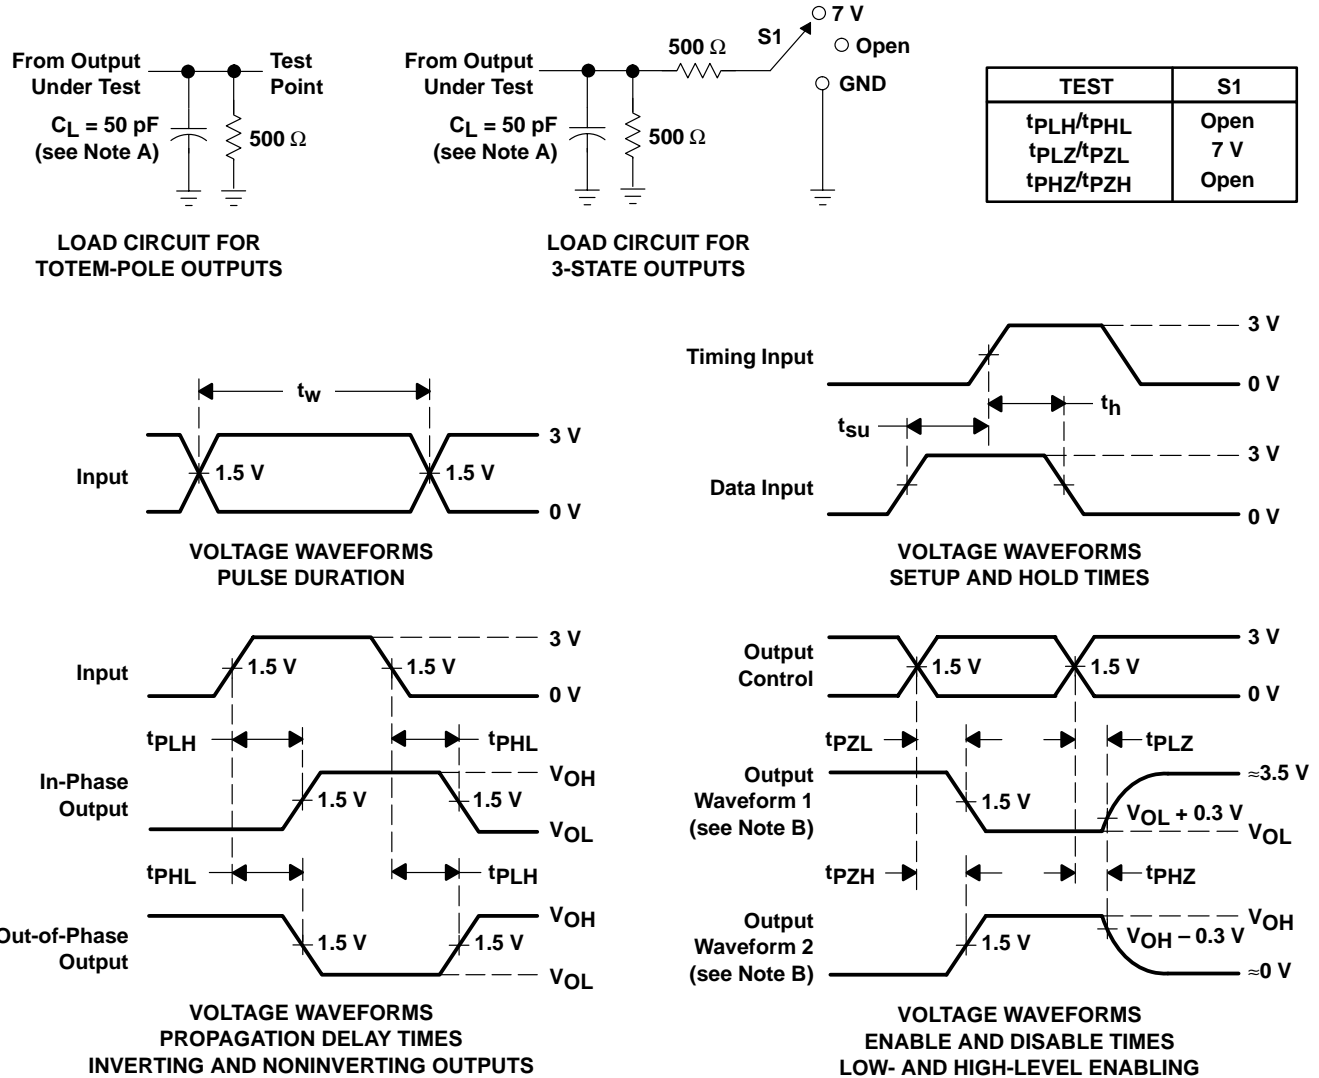 From Output
Under Test
Test
Point
CL = 50 pF
(see Note A)
500 Ω
LOAD CIRCUIT FOR
TOTEM-POLE OUTPUTS
From Output
Under Test
CL = 50 pF
(see Note A)
500 Ω
500 Ω
S1
7 V
Open
GND
LOAD CIRCUIT FOR
3-STATE OUTPUTS
TEST S1
tPLH/tPHL Open
tPLZ/tPZL 7 V
tPHZ/tPZH Open
tw
Input
1.5 V
1.5 V
3 V
0 V
VOLTAGE WAVEFORMS
PULSE DURATION
Timing Input
3 V
0 V
th
tsu
Data Input
3 V
0 V
VOLTAGE WAVEFORMS
SETUP AND HOLD TIMES
Input
1.5 V
1.5 V
3 V
0 V
tPLH
tPHL
In-Phase
Output
1.5 V
1.5 V
VOH
VOL
tPHL
tPLH
Out-of-Phase
Output
1.5 V
1.5 V
VOH
VOL
VOLTAGE WAVEFORMS
PROPAGATION DELAY TIMES
INVERTING AND NONINVERTING OUTPUTS
Output
Control
1.5 V
1.5 V
3 V
0 V
tPZL
tPLZ
Output
Waveform 1
(see Note B)
1.5 V
≈3.5 V
VOL + 0.3 V
VOL
tPZH
tPHZ
Output
Waveform 2
(see Note B)
1.5 V
VOH
VOH – 0.3 V
≈0 V
VOLTAGE WAVEFORMS
ENABLE AND DISABLE TIMES
LOW- AND HIGH-LEVEL ENABLING